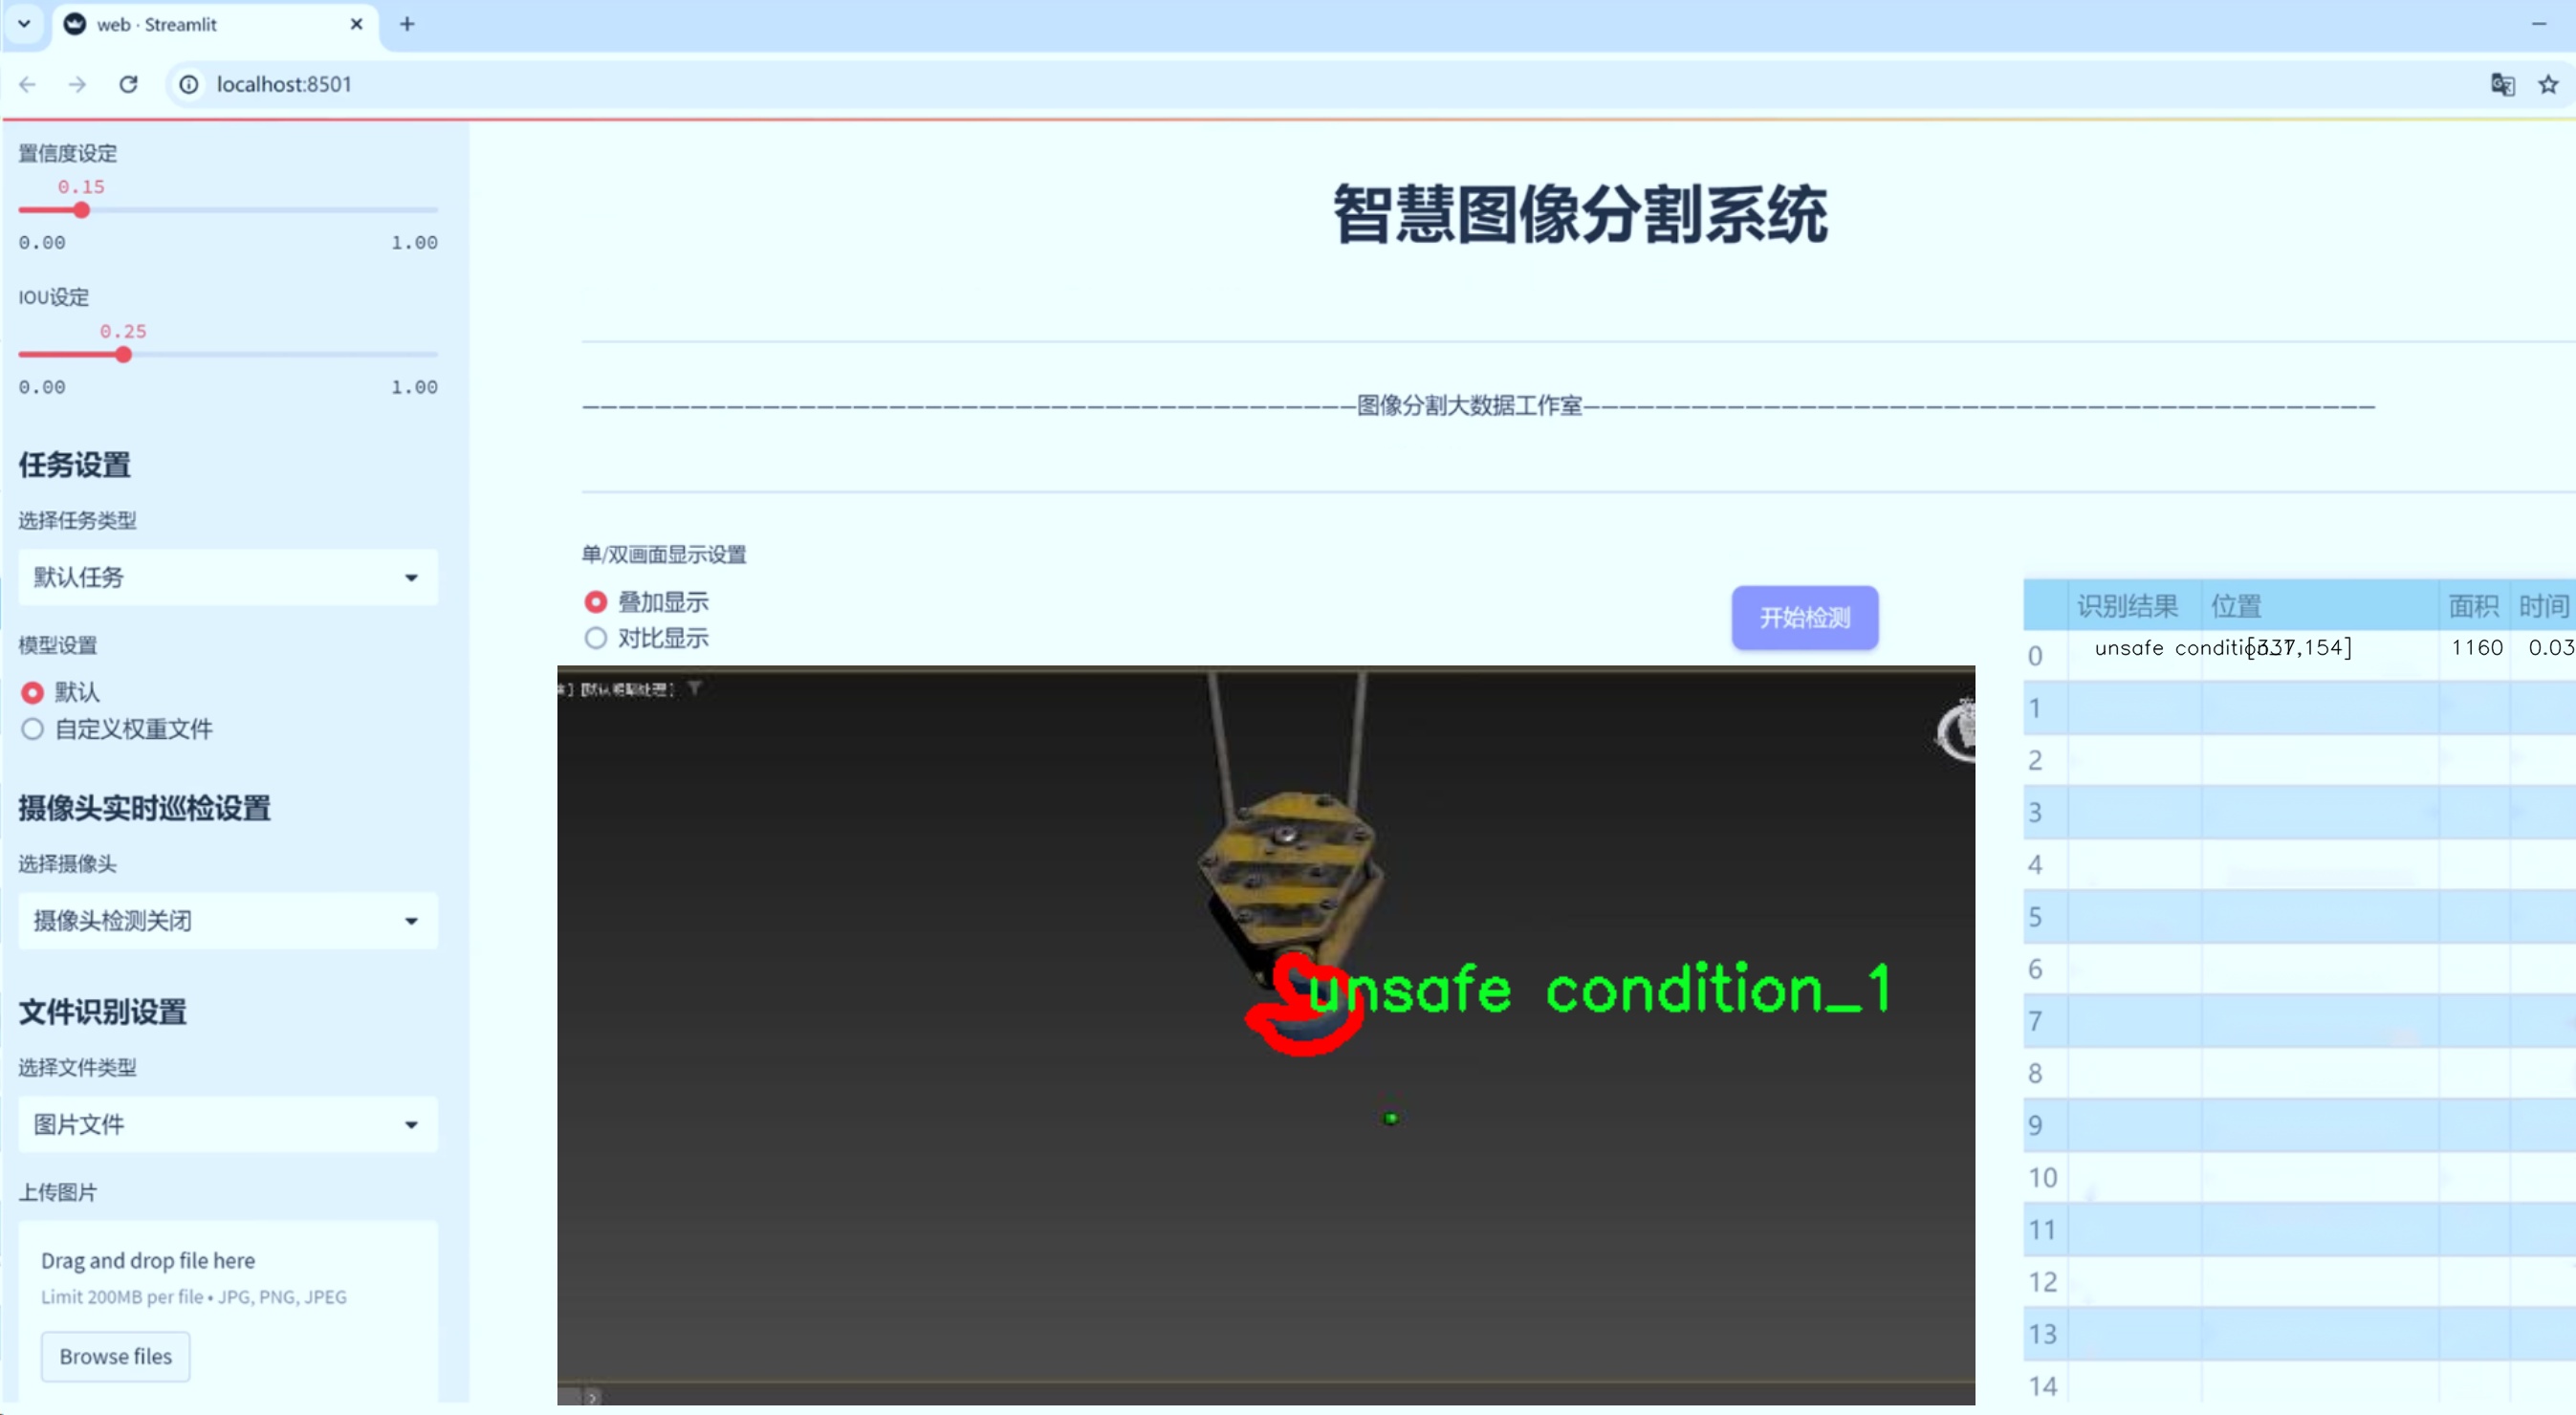 web · Streamlit
localhost:8501
置信度设定
0.15
0.00 1.00
IOU设定
0.25
0.00 1.00
任务设置
选择任务类型
默认任务
模型设置
默认
自定义权重文件
摄像头实时巡检设置
选择摄像头
摄像头检测关闭
文件识别设置
选择文件类型
图片文件
上传图片
Drag and drop file here
Limit 200MB per file • JPG, PNG, JPEG
Browse files
智慧图像分割系统
图像分割大数据工作室
单/双画面显示设置
叠加显示
对比显示
开始检测
unsafe condition_1
识别结果 位置 面积 时间
0 unsafe condition_1 [337,154] 1160 0.03
1
2
3
4
5
6
7
8
9
10
11
12
13
14